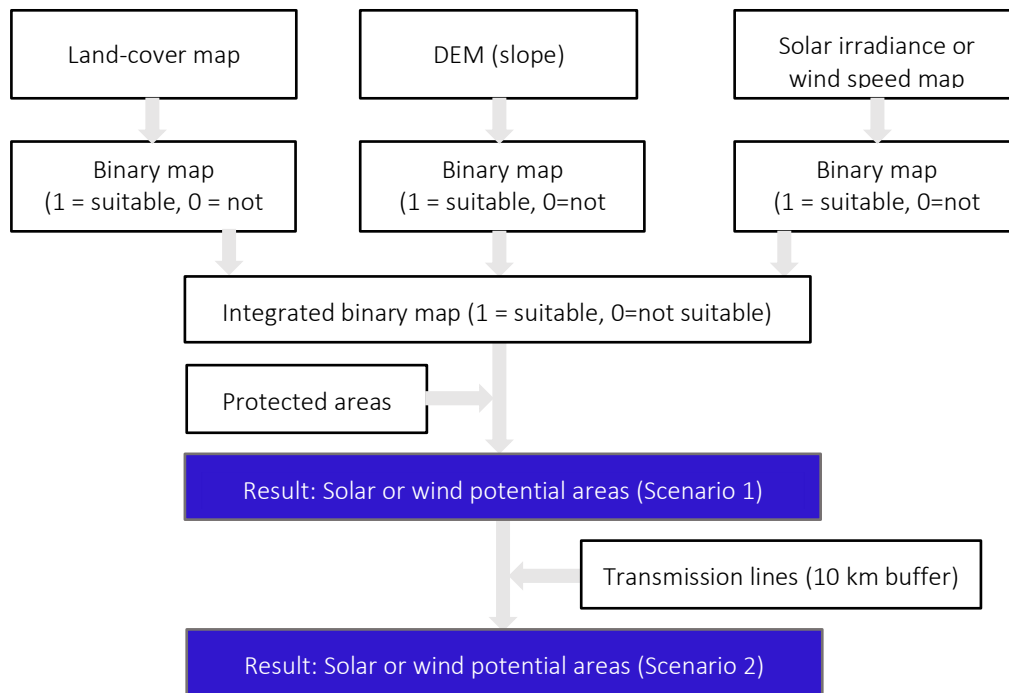 Land-cover map
DEM (slope)
Solar irradiance or
wind speed map
Binary map
(1 = suitable, 0 = not
Binary map
(1 = suitable, 0=not
Binary map
(1 = suitable, 0=not
Integrated binary map (1 = suitable, 0=not suitable)
Protected areas
Result: Solar or wind potential areas (Scenario 1)
Transmission lines (10 km buffer)
Result: Solar or wind potential areas (Scenario 2)